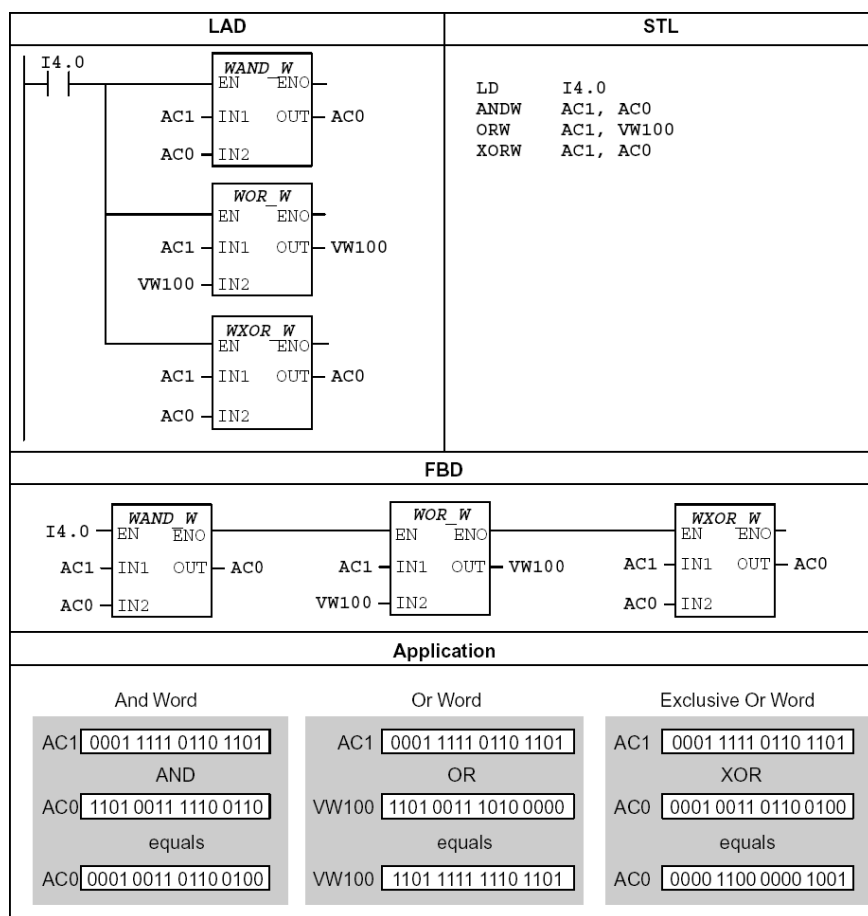 LAD
I4.0
WAND_W
EN ENO
AC1 IN1 OUT AC0
AC0 IN2
WOR_W
EN ENO
AC1 IN1 OUT VW100
VW100 IN2
WXOR_W
EN ENO
AC1 IN1 OUT AC0
AC0 IN2
STL
LD I4.0
ANDW AC1, AC0
ORW AC1, VW100
XORW AC1, AC0
FBD
WAND_W
I4.0 EN ENO
AC1 IN1 OUT AC0
AC0 IN2
WOR_W
EN ENO
AC1 IN1 OUT VW100
VW100 IN2
WXOR_W
EN ENO
AC1 IN1 OUT AC0
AC0 IN2
Application
And Word
AC1 0001 1111 0110 1101
AND
AC0 1101 0011 1110 0110
equals
AC0 0001 0011 0110 0100
Or Word
AC1 0001 1111 0110 1101
OR
VW100 1101 0011 1010 0000
equals
VW100 1101 1111 1110 1101
Exclusive Or Word
AC1 0001 1111 0110 1101
XOR
AC0 0001 0011 0110 0100
equals
AC0 0000 1100 0000 1001